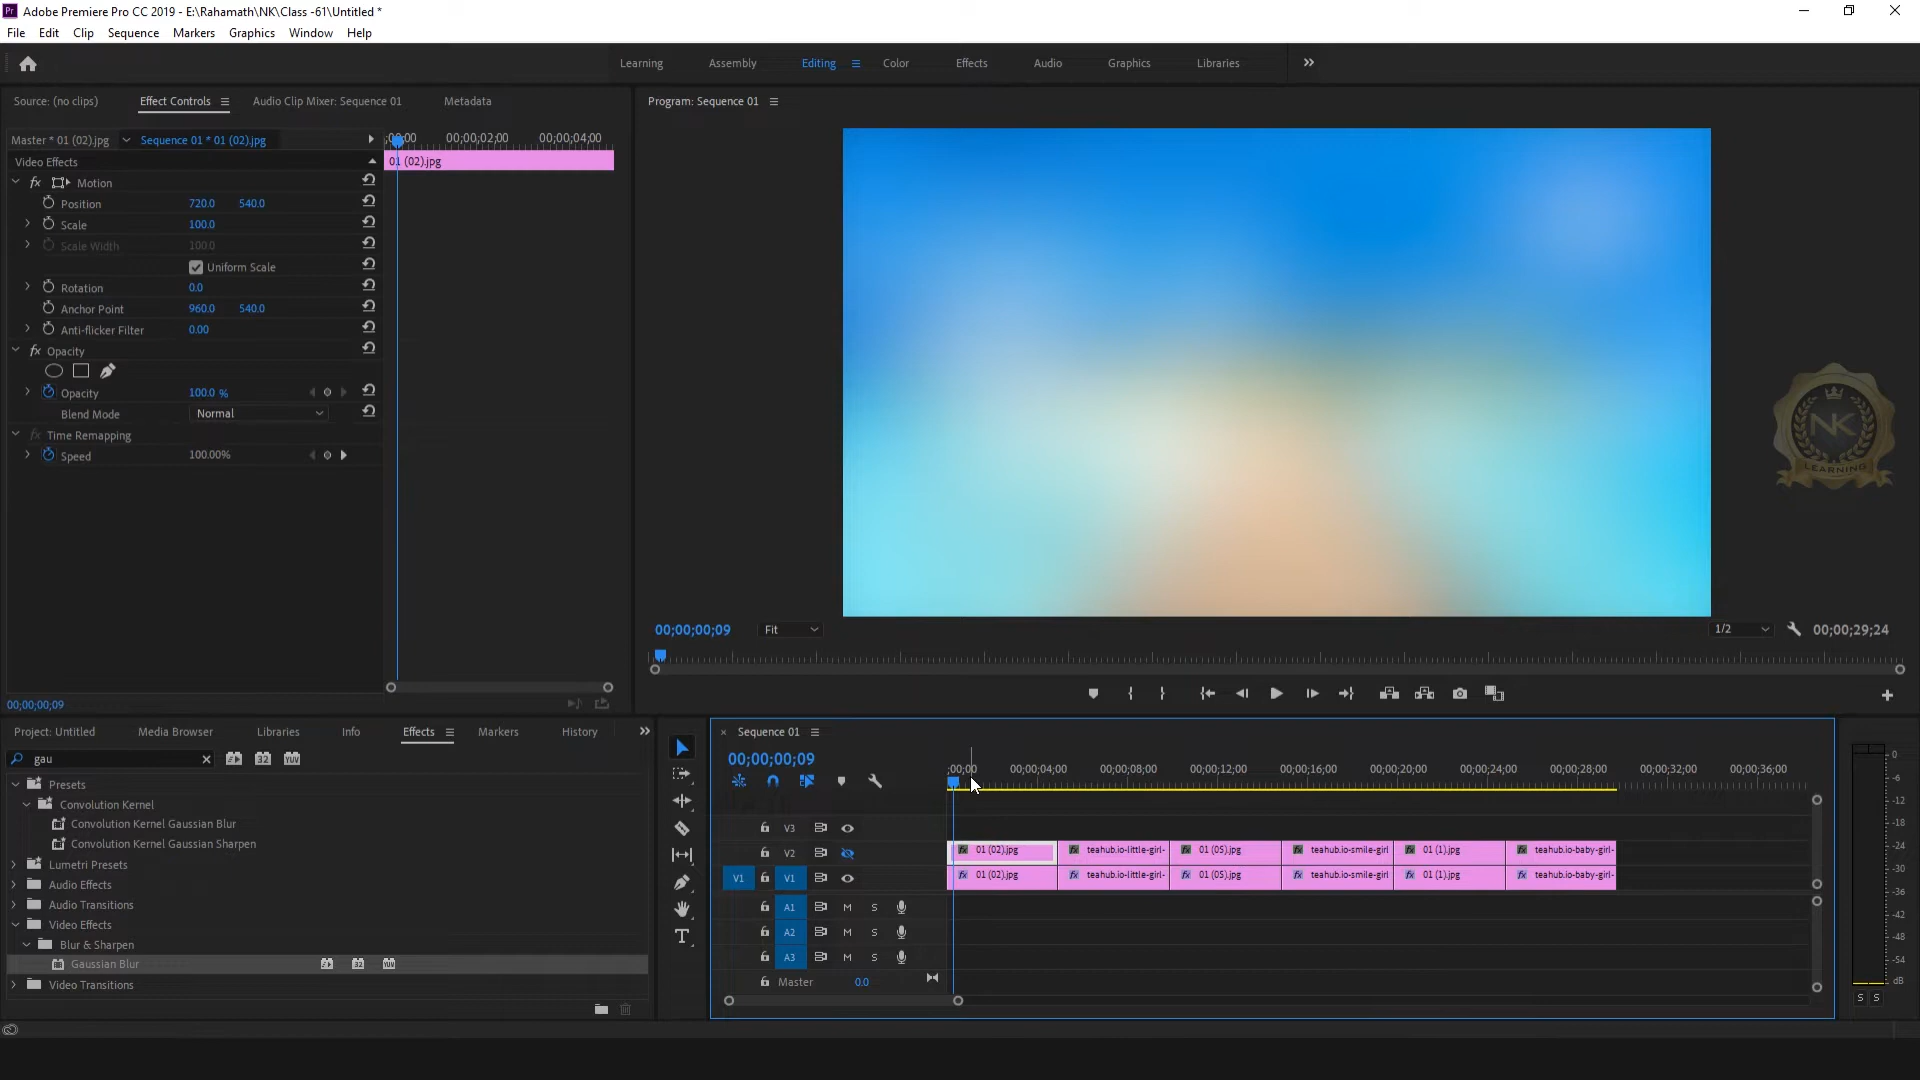 Adobe Premiere Pro CC 2019 - E:\Rahamath\NK\Class -61\Untitled *
File Edit Clip Sequence Markers Graphics Window Help
Learning Assembly Editing Color Effects Audio Graphics Libraries
Source: (no clips) Effect Controls Audio Clip Mixer: Sequence 01 Metadata
Program: Sequence 01
Master * 01 (02).jpg Sequence 01 * 01 (02).jpg ;00;00 00;00;02;00 00;00;04;00
Video Effects 01 (02).jpg
fx Motion
Position 720.0 540.0
Scale 100.0
Scale Width 100.0
Uniform Scale
Rotation 0.0
Anchor Point 960.0 540.0
Anti-flicker Filter 0.00
fx Opacity
Opacity 100.0 %
Blend Mode Normal
fx Time Remapping
Speed 100.00%
NK
LEARNING
00;00;00;09 Fit 1/2 00;00;29;24
00;00;00;09
Project: Untitled Media Browser Libraries Info Effects Markers History
gau 32 YUV
Presets
Convolution Kernel
Convolution Kernel Gaussian Blur
Convolution Kernel Gaussian Sharpen
Lumetri Presets
Audio Effects
Audio Transitions
Video Effects
Blur & Sharpen
Gaussian Blur 32 YUV
Video Transitions
T
Sequence 01
00;00;00;09
;00;00 00;00;04;00 00;00;08;00 00;00;12;00 00;00;16;00 00;00;20;00 00;00;24;00 00;00;28;00 00;00;32;00 00;00;36;00
V3
V2 fx 01 (02).jpg fx teahub.io-little-girl- fx 01 (05).jpg fx teahub.io-smile-girl fx 01 (1).jpg fx teahub.io-baby-girl-
V1 V1 fx 01 (02).jpg fx teahub.io-little-girl- fx 01 (05).jpg fx teahub.io-smile-girl fx 01 (1).jpg fx teahub.io-baby-girl-
A1 M S
A2 M S
A3 M S
Master 0.0
0
-6
-12
-18
-24
-30
-36
-42
-48
-54
dB
S S